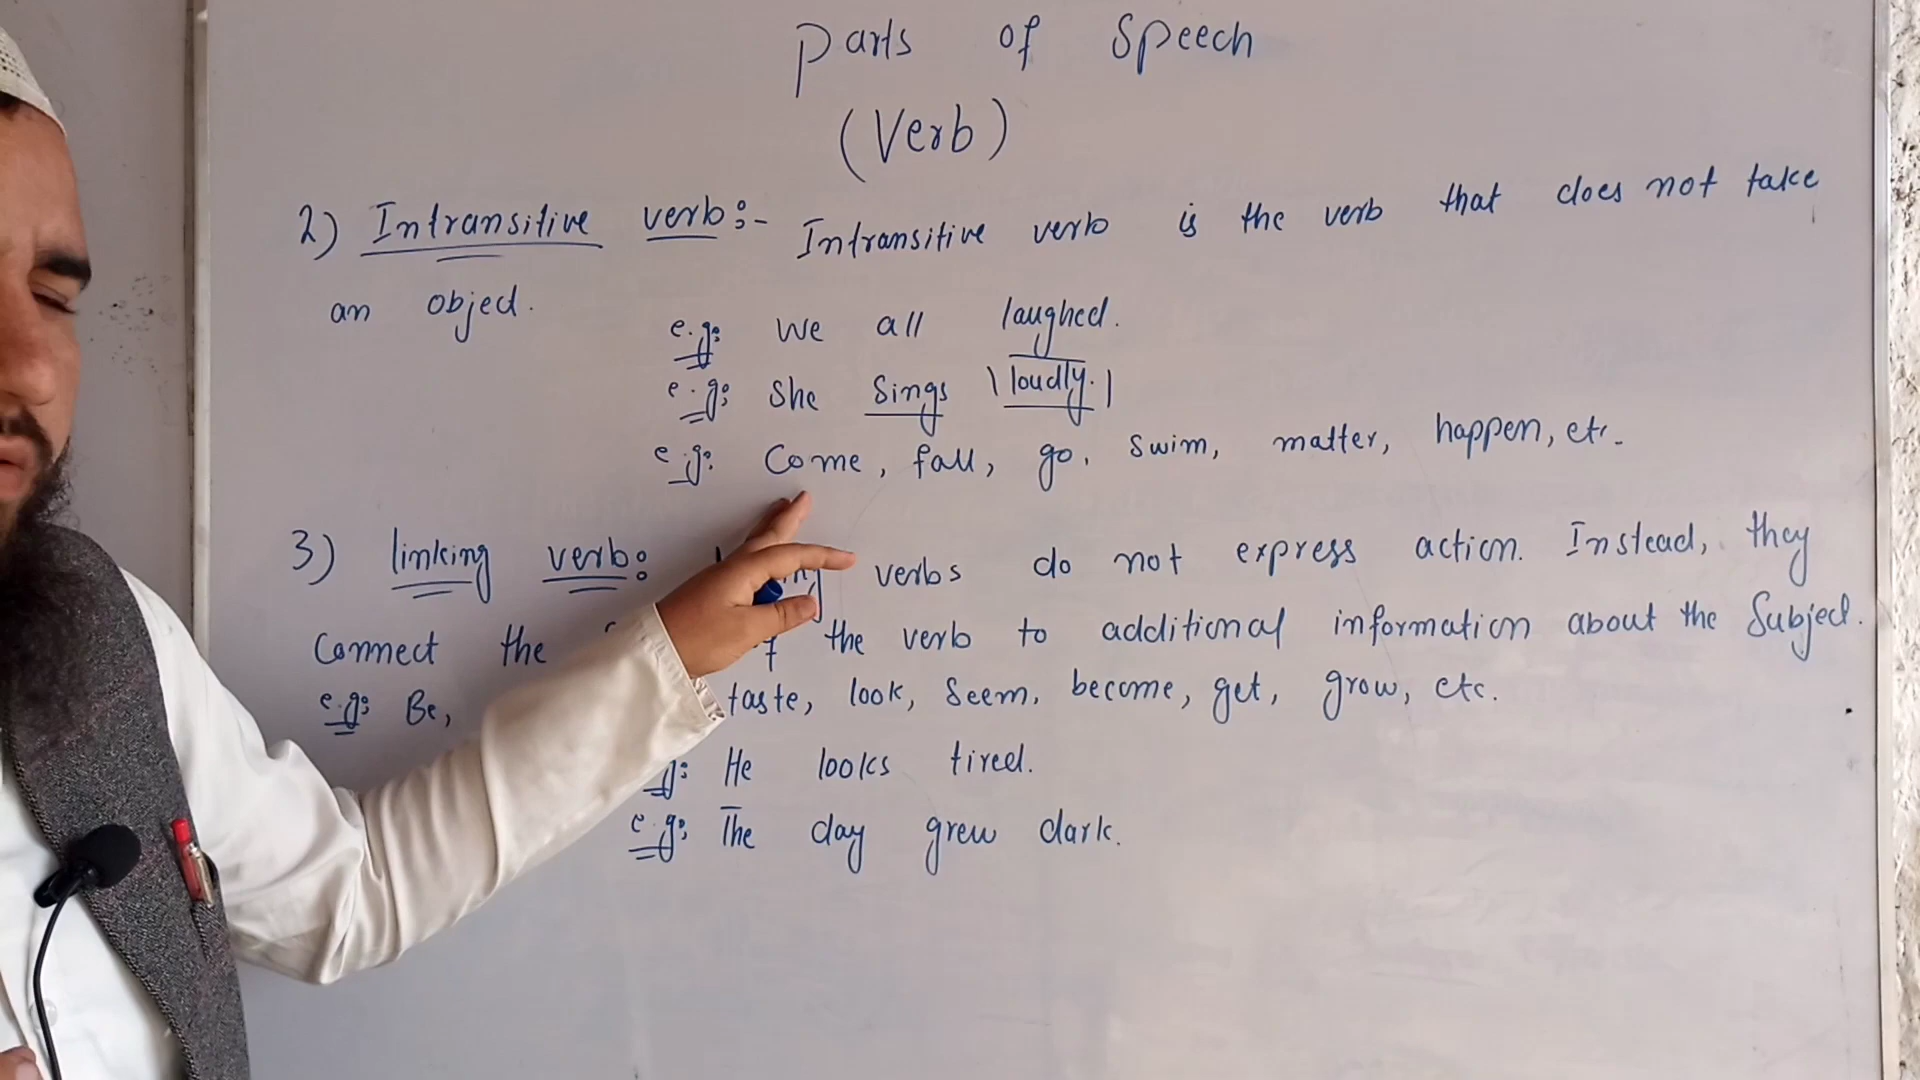 Parts of Speech
(Verb)
2) Intransitive verb:- Intransitive verb is the verb that does not take
an object.
e.g: We all laughed.
e.g: She Sings loudly.
e.g: Come, fall, go, swim, matter, happen, etc.
3) linking verb: verbs do not express action. Instead, they
Connect the the verb to additional information about the Subject.
e.g: Be, taste, look, seem, become, get, grow, etc.
He looks tired.
e.g: The day grew dark.